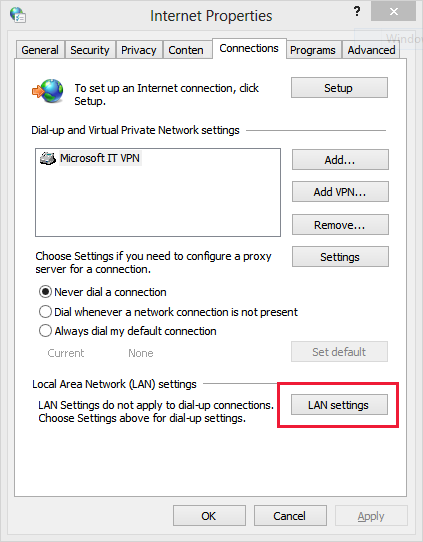 Internet Properties
?
×
Window
General
Security
Privacy
Conten
Connections
Programs
Advanced
To set up an Internet connection, click
Setup.
Setup
Dial-up and Virtual Private Network settings
Microsoft IT VPN
Add...
Add VPN...
Remove...
Choose Settings if you need to configure a proxy
server for a connection.
Settings
Never dial a connection
Dial whenever a network connection is not present
Always dial my default connection
Current
None
Set default
Local Area Network (LAN) settings
LAN Settings do not apply to dial-up connections.
Choose Settings above for dial-up settings.
LAN settings
OK
Cancel
Apply